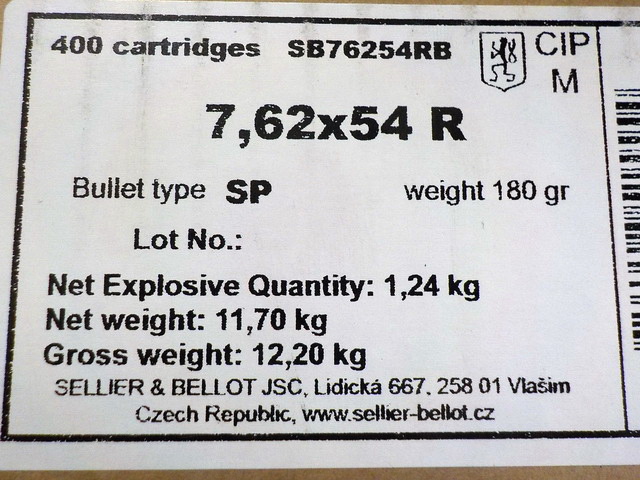 400 cartridges SB76254RB CIP
M
7,62x54 R
Bullet type SP weight 180 gr
Lot No.:
Net Explosive Quantity: 1,24 kg
Net weight: 11,70 kg
Gross weight: 12,20 kg
SELLIER & BELLOT JSC, Lidická 667, 258 01 Vlašim
Czech Republic, www.sellier-bellot.cz